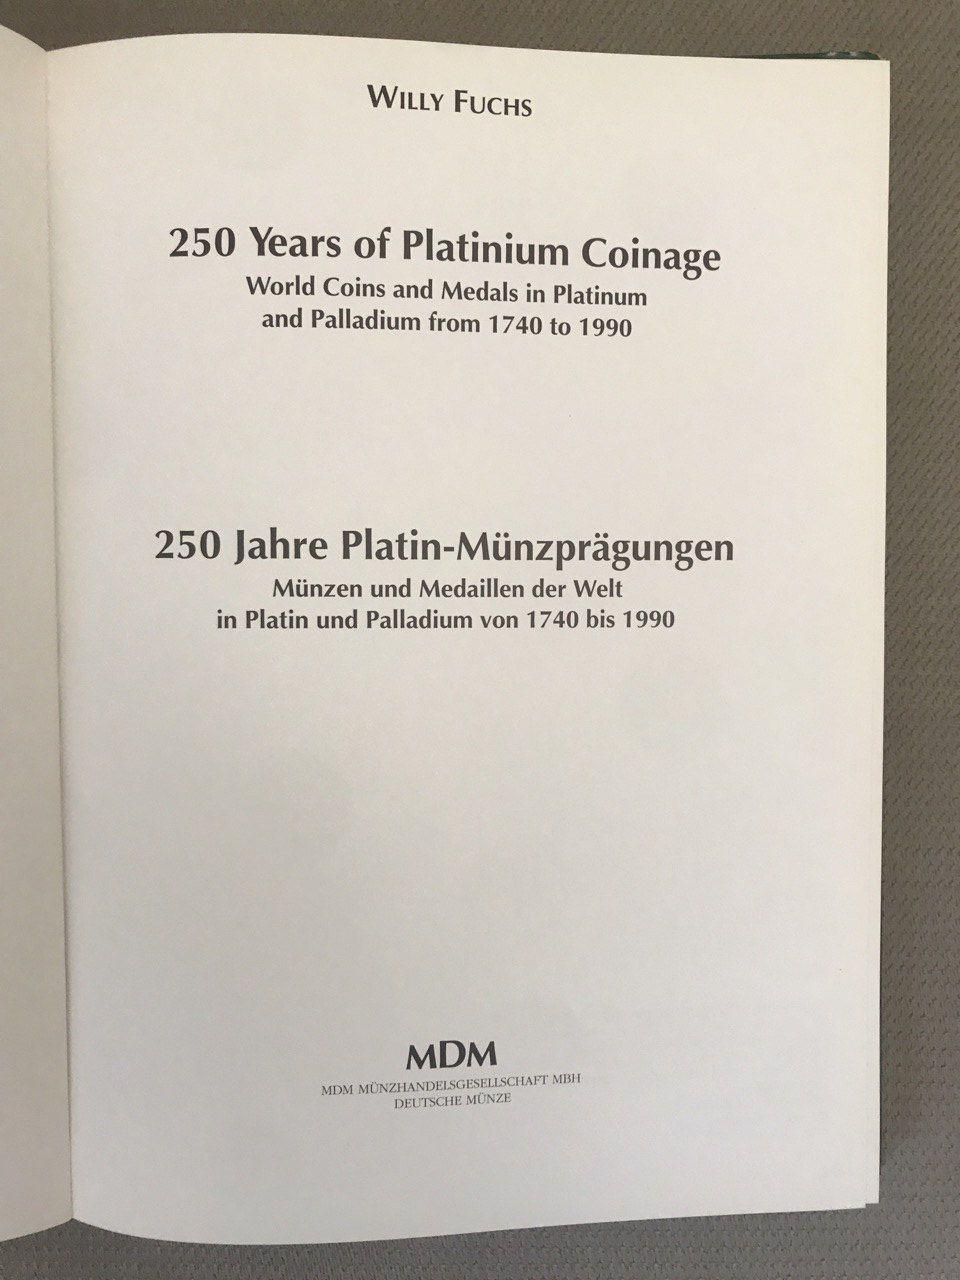 WILLY FUCHS
250 Years of Platinium Coinage
World Coins and Medals in Platinum
and Palladium from 1740 to 1990
250 Jahre Platin-Münzprägungen
Münzen und Medaillen der Welt
in Platin und Palladium von 1740 bis 1990
MDM
MDM MÜNZHANDELSGESELLSCHAFT MBH
DEUTSCHE MÜNZE